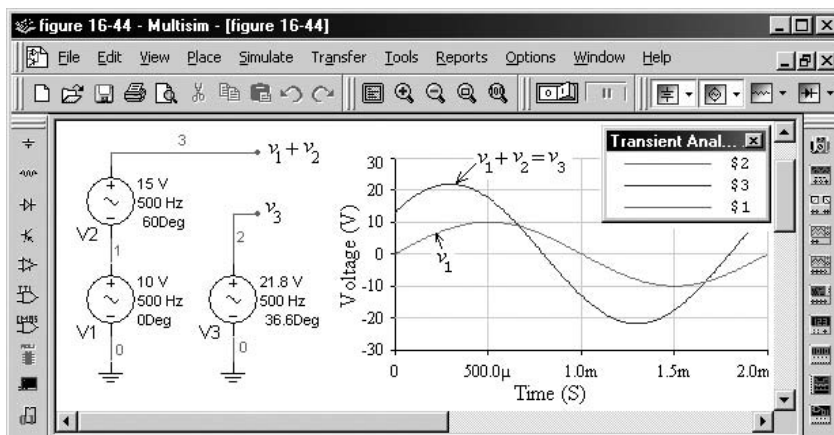 figure 16-44 - Multisim - [figure 16-44]
File Edit View Place Simulate Transfer Tools Reports Options Window Help
3
v₁ + v₂
15 V
500 Hz
60Deg
V2
v₃
1
2
10 V
500 Hz
0Deg
V1
21.8 V
500 Hz
36.6Deg
V3
0
0
Transient Anal...
$2
$3
$1
v₁ + v₂ = v₃
v₁
Voltage (V)
30
20
10
0
-10
-20
-30
0 500.0µ 1.0m 1.5m 2.0m
Time (S)